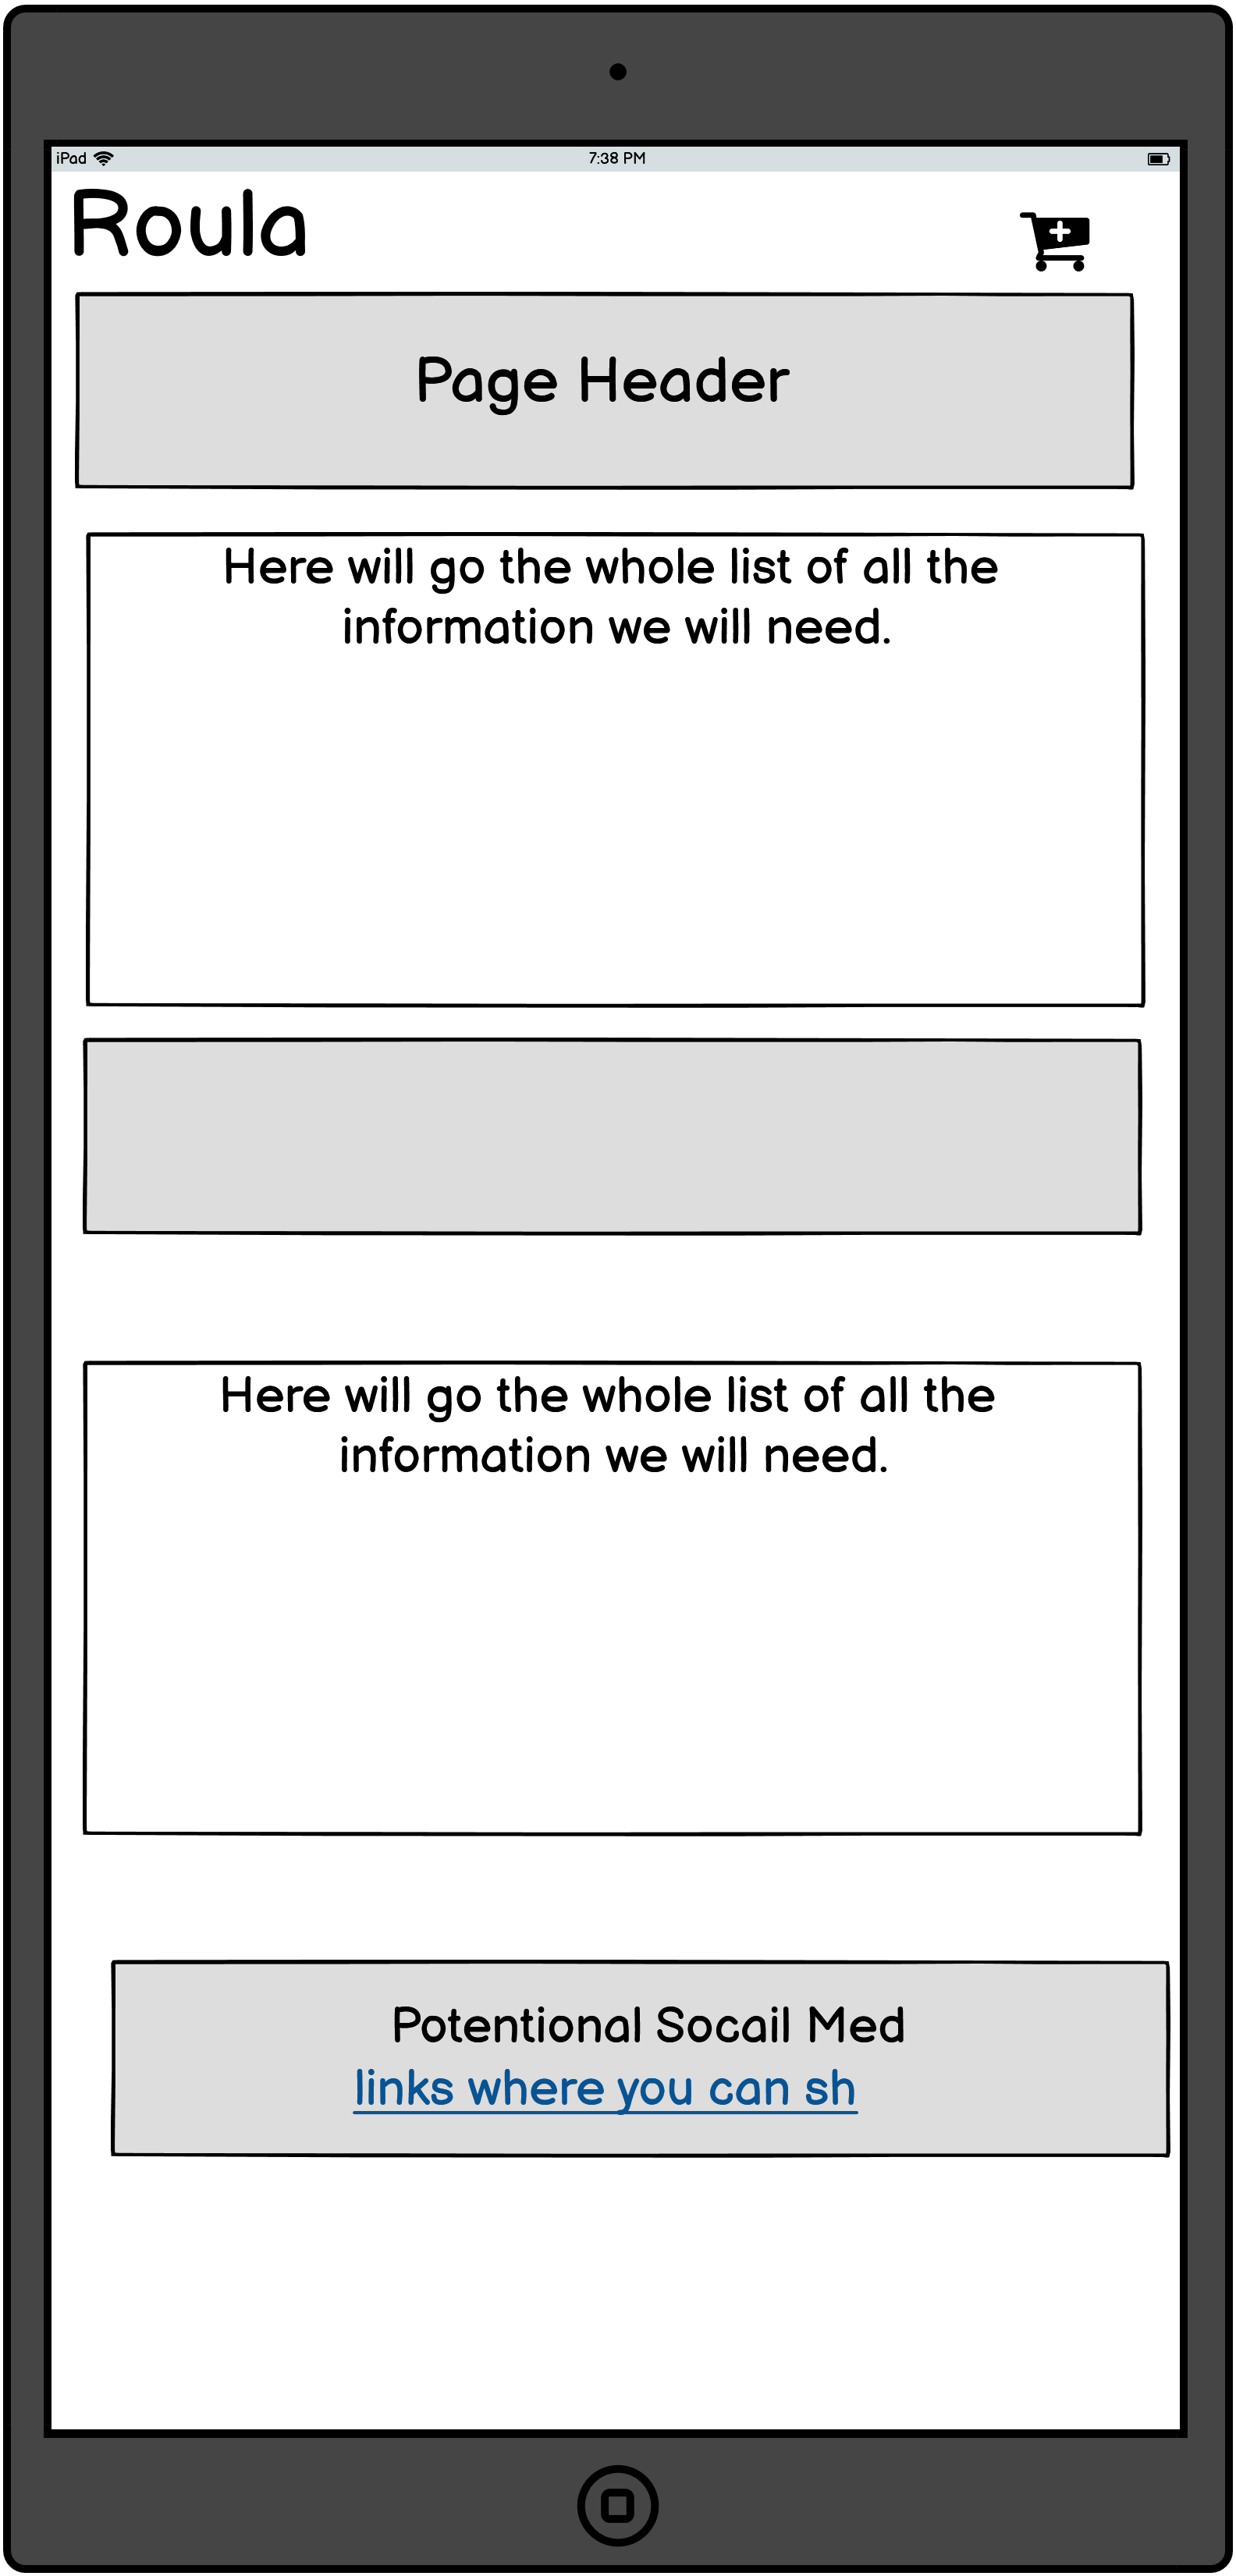 iPad
7:38 PM
Roula
Page Header
Here will go the whole list of all the
information we will need.
Here will go the whole list of all the
information we will need.
Potentional Socail Med
links where you can sh